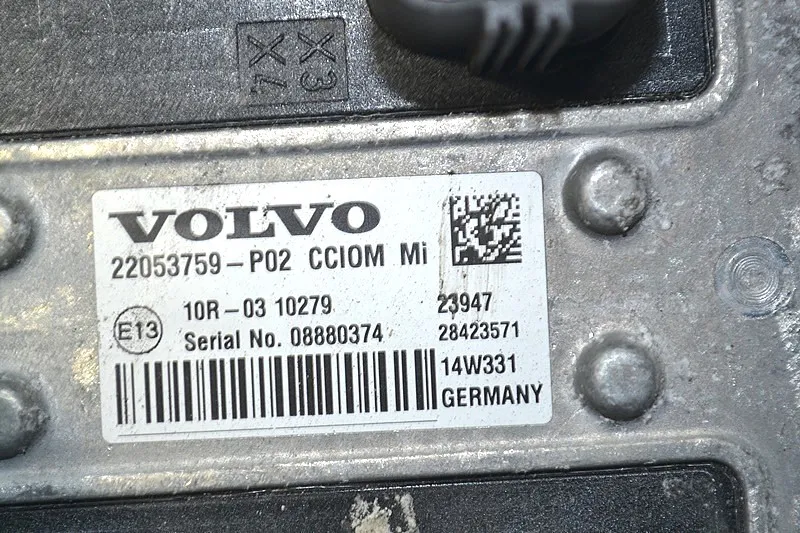 X3
X4
VOLVO
22053759-P02 CCIOM Mi
E13
10R-03 10279
23947
Serial No. 08880374
28423571
14W331
GERMANY